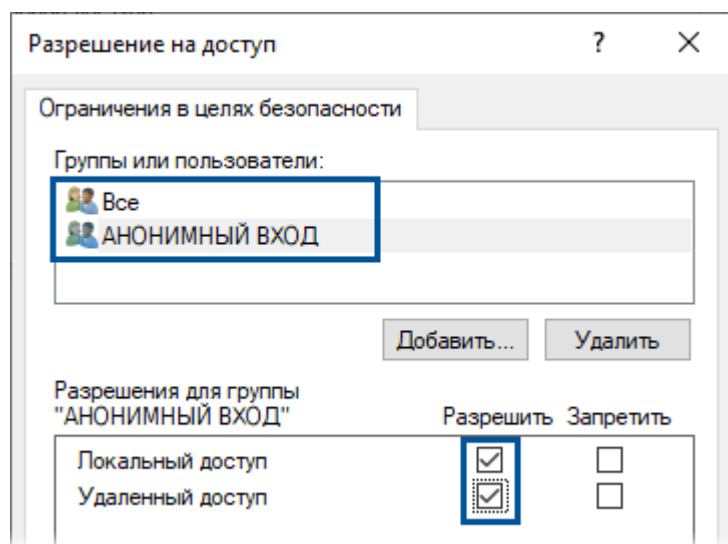 Разрешение на доступ ?
Ограничения в целях безопасности
Группы или пользователи:
Все
АНОНИМНЫЙ ВХОД
Добавить... Удалить
Разрешения для группы
"АНОНИМНЫЙ ВХОД" Разрешить Запретить
Локальный доступ
Удаленный доступ